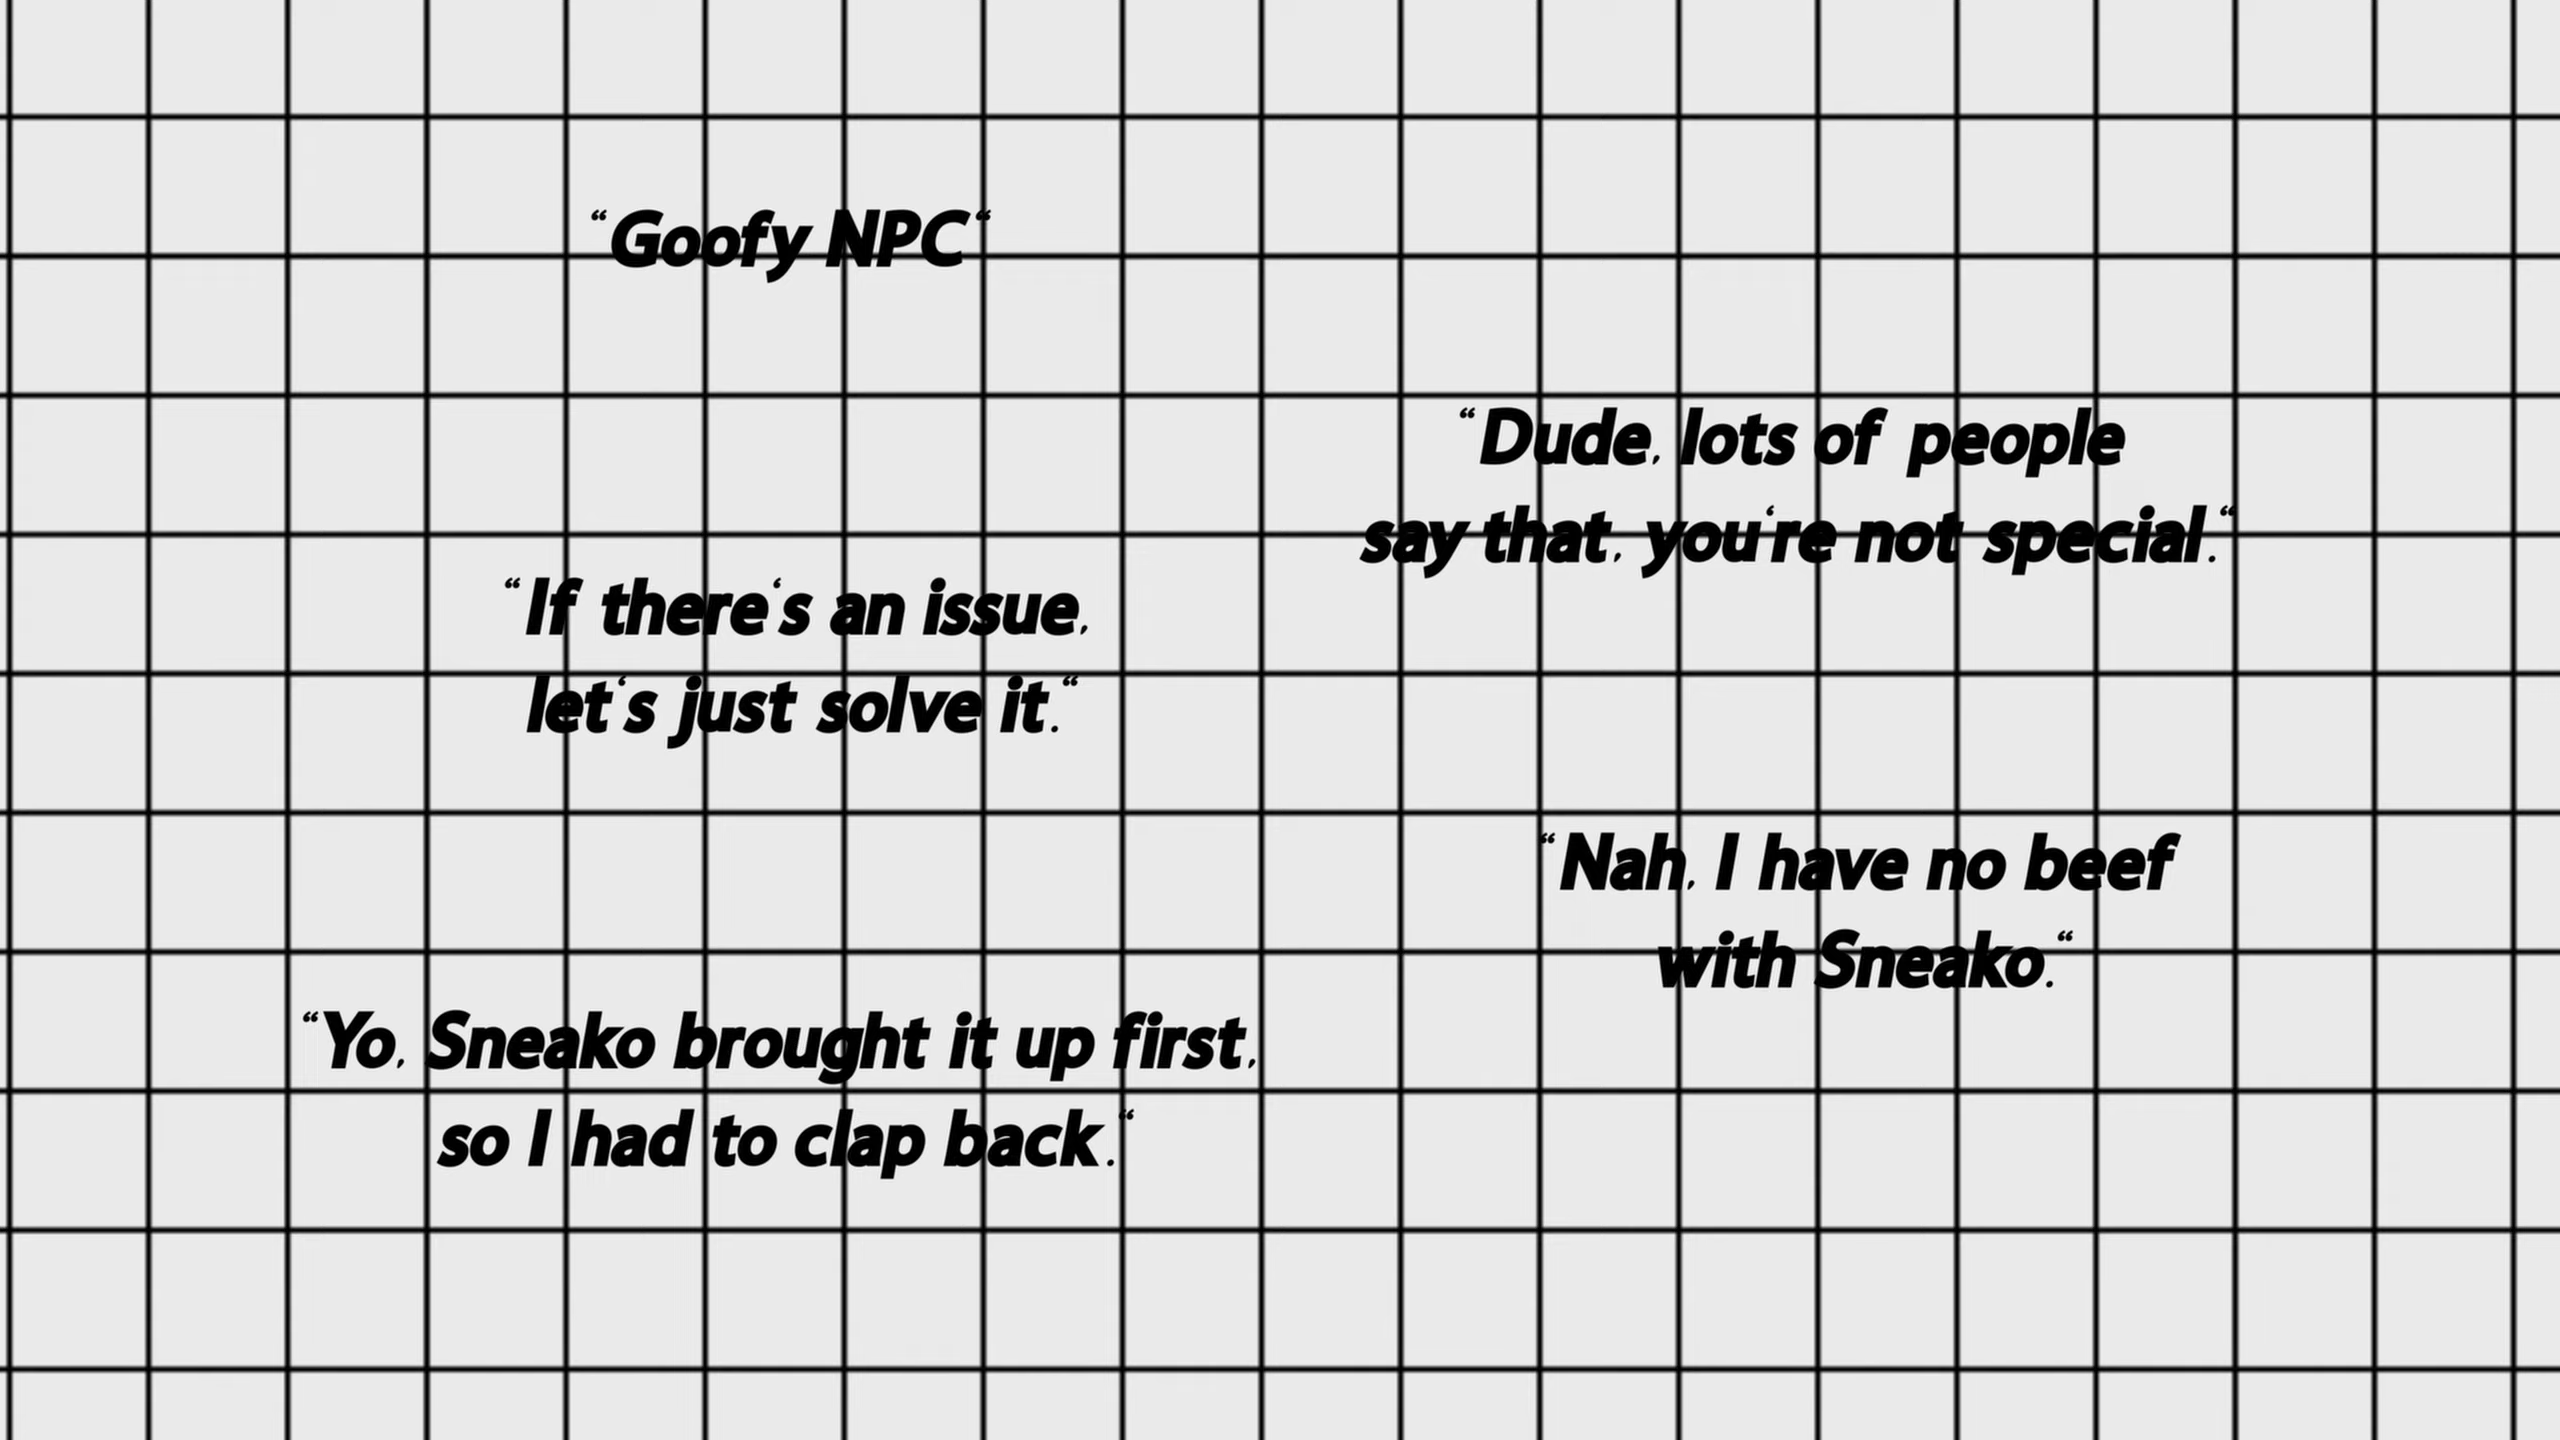 “Goofy NPC“
“Dude, lots of people
say that, you‘re not special.“
“If there‘s an issue,
let‘s just solve it.“
“Nah, I have no beef
with Sneako.“
“Yo, Sneako brought it up first,
so I had to clap back.“